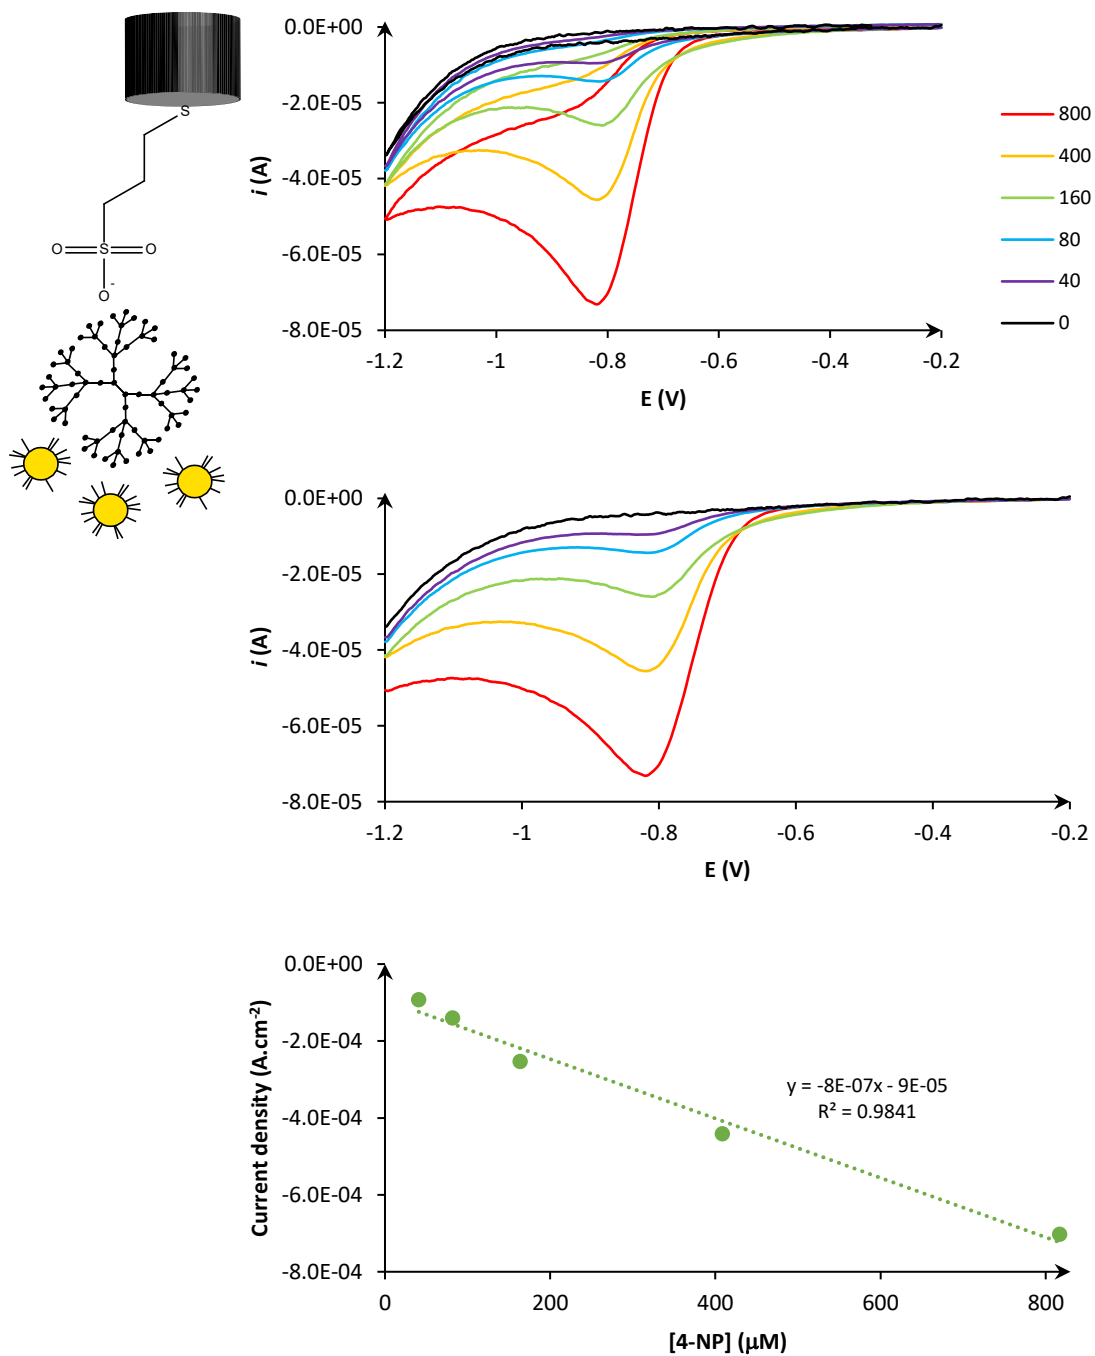 S
O S O
O-
0.0E+00
-2.0E-05
-4.0E-05
-6.0E-05
-8.0E-05
i (A)
-1.2 -1 -0.8 -0.6 -0.4 -0.2
E (V)
800
400
160
80
40
0
0.0E+00
-2.0E-05
-4.0E-05
-6.0E-05
-8.0E-05
i (A)
-1.2 -1 -0.8 -0.6 -0.4 -0.2
E (V)
0.0E+00
-2.0E-04
-4.0E-04
-6.0E-04
-8.0E-04
Current density (A.cm-2)
y = -8E-07x - 9E-05
R² = 0.9841
0 200 400 600 800
[4-NP] (µM)